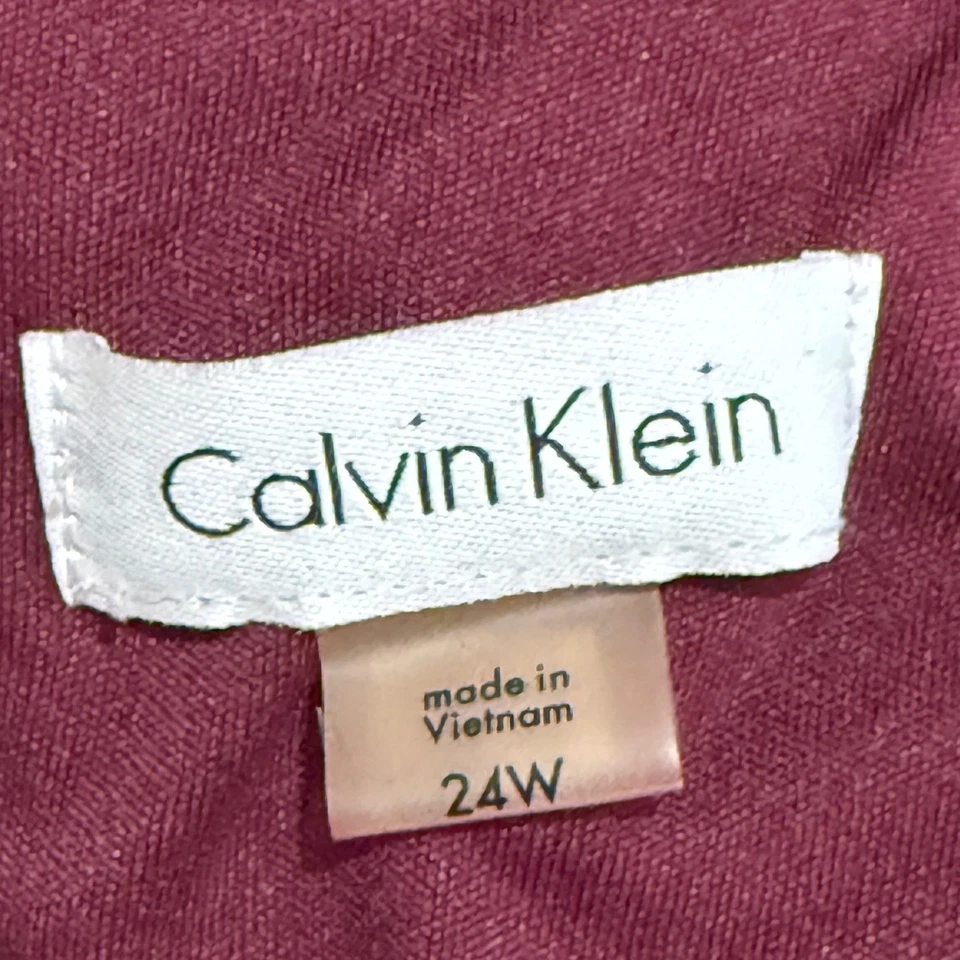 Calvin Klein
made in
Vietnam
24W